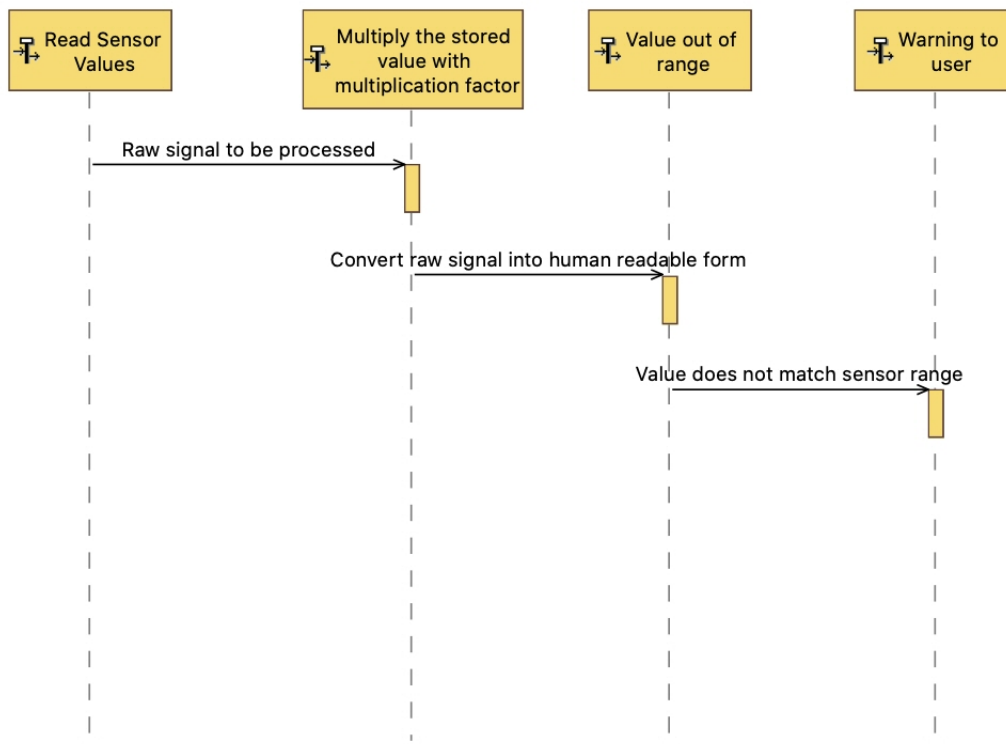 Read Sensor
Values
Multiply the stored
value with
multiplication factor
Value out of
range
Warning to
user
Raw signal to be processed
Convert raw signal into human readable form
Value does not match sensor range